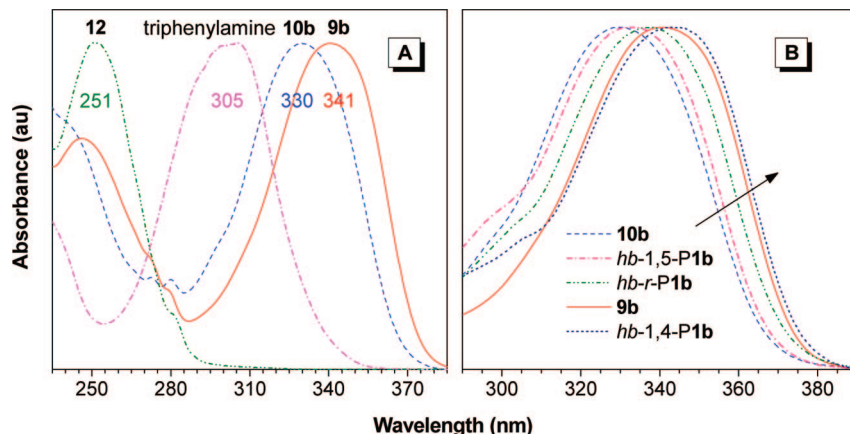 12 triphenylamine 10b 9b
A
B
251 305 330 341
Absorbance (au)
10b
hb-1,5-P1b
hb-r-P1b
9b
hb-1,4-P1b
250 280 310 340 370 300 320 340 360 380
Wavelength (nm)